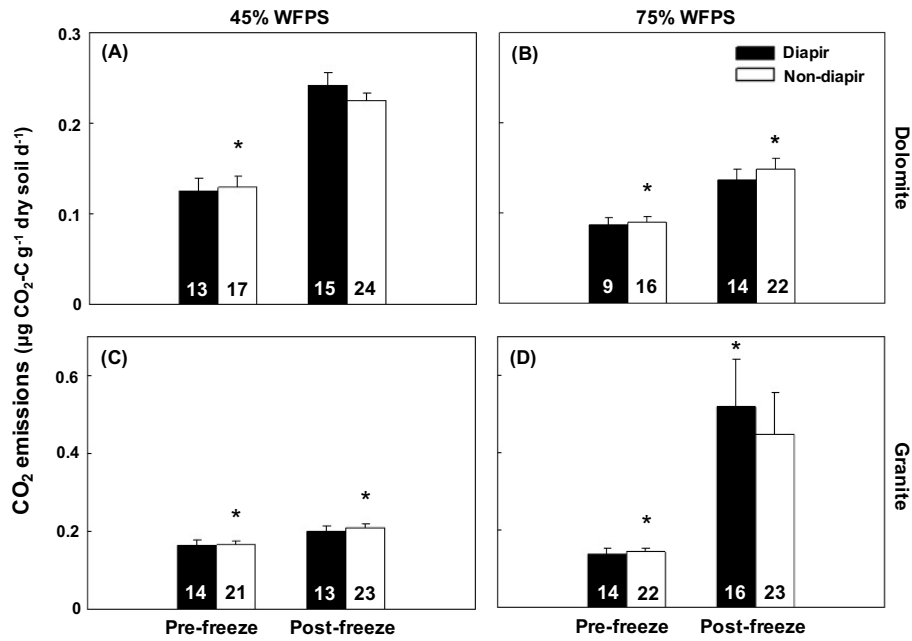 45% WFPS
75% WFPS
CO₂ emissions (µg CO₂-C g⁻¹ dry soil d⁻¹)
0.3
0.2
0.1
0
(A)
*
13
17
15
24
(B)
Diapir
Non-diapir
*
*
9
16
14
22
Dolomite
0.6
0.4
0.2
0
(C)
*
*
14
21
13
23
Pre-freeze
Post-freeze
(D)
*
*
14
22
16
23
Pre-freeze
Post-freeze
Granite